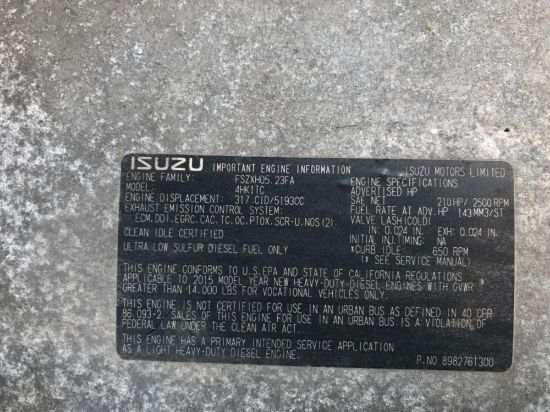 ISUZU IMPORTANT ENGINE INFORMATION ISUZU MOTORS LIMITED
ENGINE FAMILY: FSZXH05.23FA
ENGINE MODEL: 4HK1TC
ENGINE DISPLACEMENT: 317 CID/5193CC
EXHAUST EMISSION CONTROL SYSTEM:
ECM, DDI, EGRC, CAC, TC, OC, PTOX, SCR-U, NOS(2)
CLEAN IDLE CERTIFIED
ULTRA LOW SULFUR DIESEL FUEL ONLY
ENGINE SPECIFICATIONS
ADVERTISED HP
SAE NET 210HP/ 2500RPM
FUEL RATE AT ADV. HP 143MM3/ST
VALVE LASH(COLD)
IN: 0.024 IN. EXH: 0.024 IN.
INITIAL INJ. TIMING: NA
*CURB IDLE: 650 RPM
(* SEE SERVICE MANUAL)
THIS ENGINE CONFORMS TO U.S.EPA AND STATE OF CALIFORNIA REGULATIONS
APPLICABLE TO 2015 MODEL YEAR NEW HEAVY-DUTY DIESEL ENGINES WITH GVWR
GREATER THAN 14,000 LBS FOR VOCATIONAL VEHICLES ONLY.
THIS ENGINE IS NOT CERTIFIED FOR USE IN AN URBAN BUS AS DEFINED IN 40 CFR
86.093-2. SALES OF THIS ENGINE FOR USE IN AN URBAN BUS IS A VIOLATION OF
FEDERAL LAW UNDER THE CLEAN AIR ACT.
THIS ENGINE HAS A PRIMARY INTENDED SERVICE APPLICATION
AS A LIGHT HEAVY-DUTY DIESEL ENGINE.
P.NO 8982761300